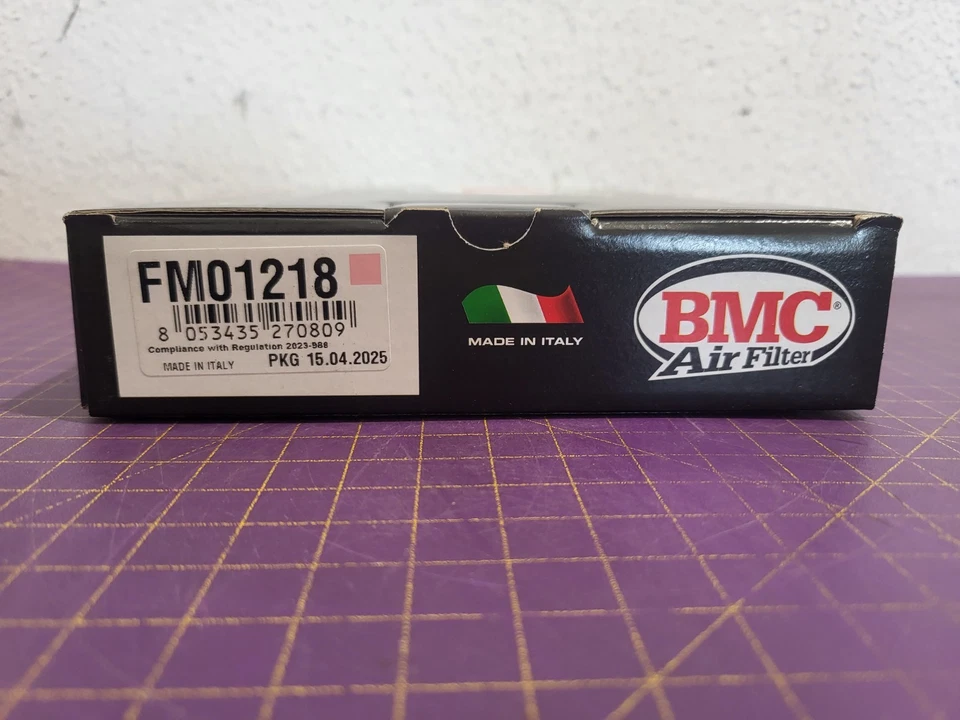 FM01218
8 053435 270809
Compliance with Regulation 2023-988
MADE IN ITALY PKG 15.04.2025
MADE IN ITALY
BMC®
Air Filter